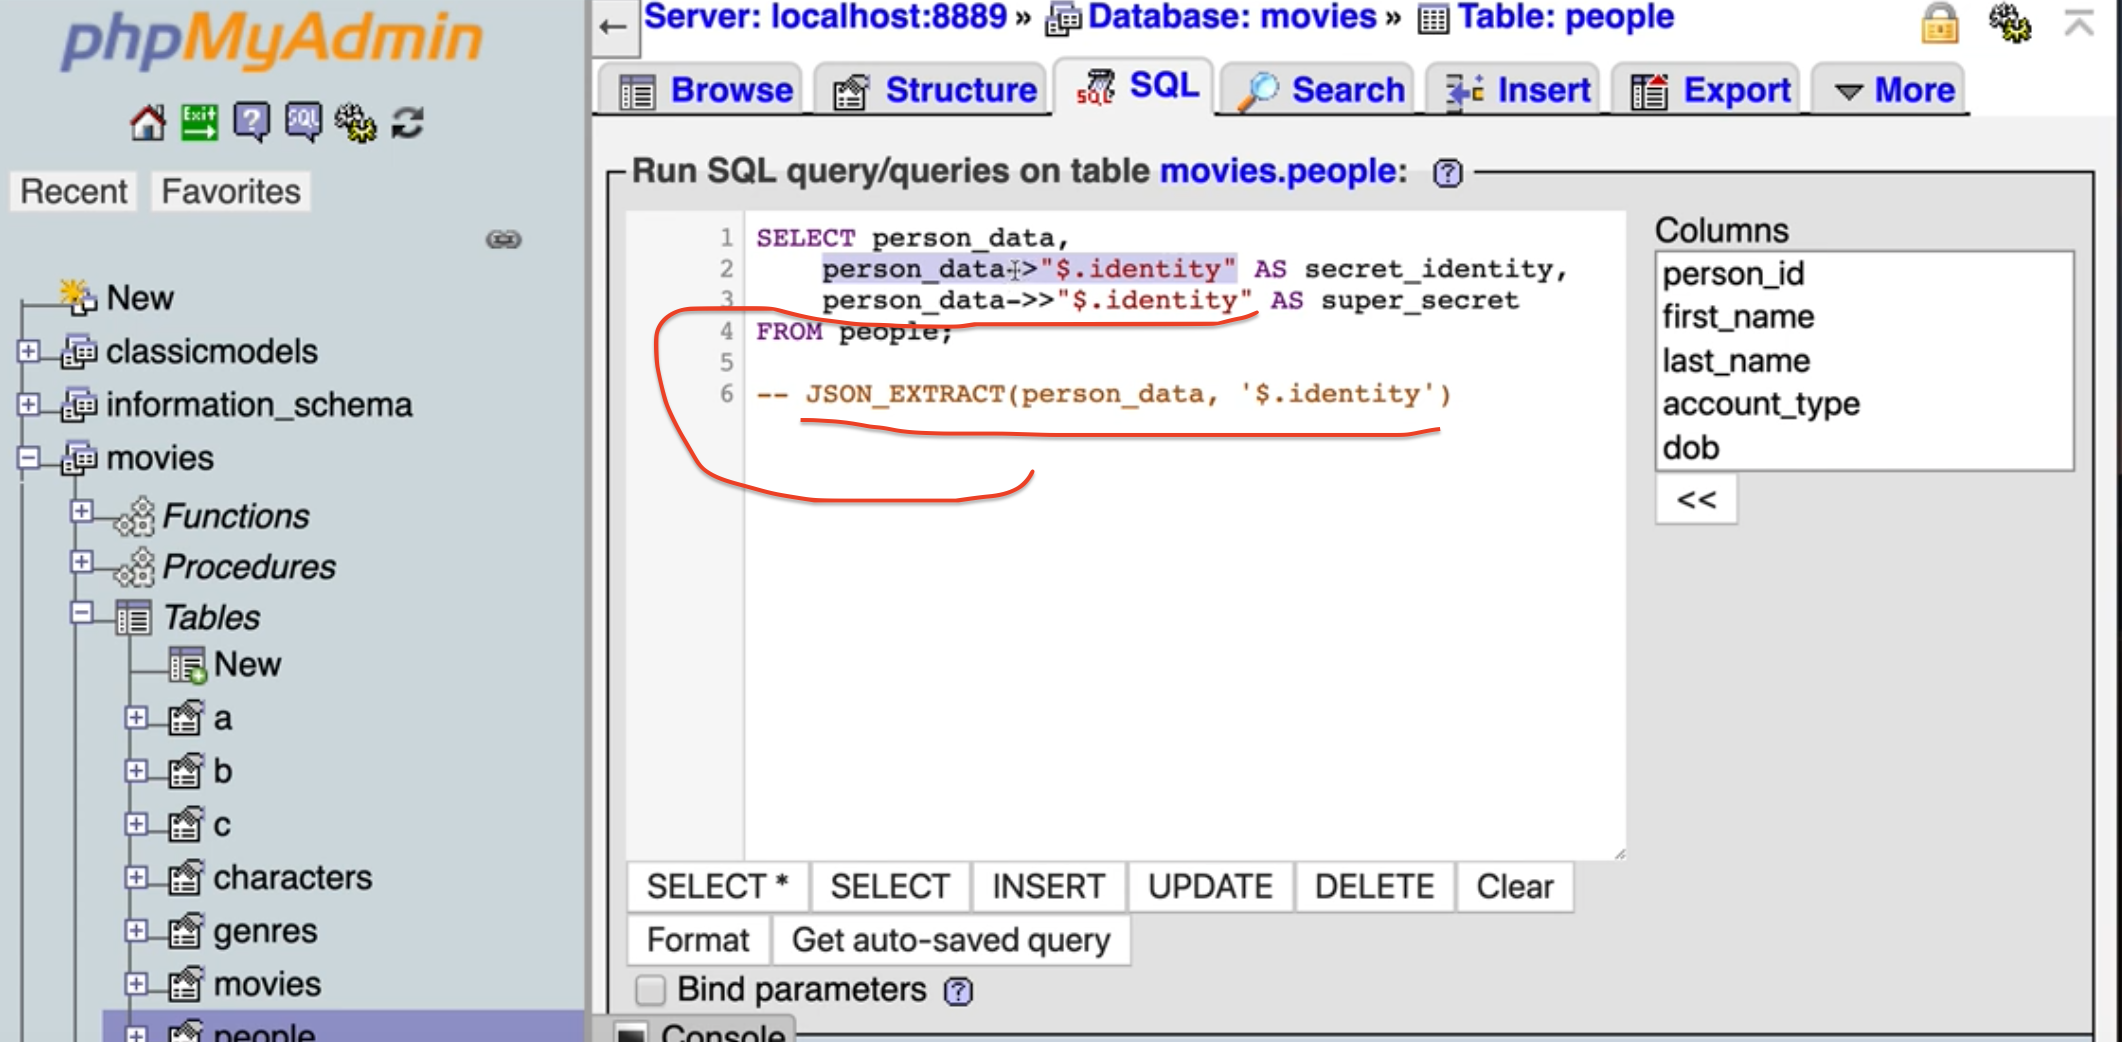 phpMyAdmin
Exit
SQL
Recent Favorites
New
classicmodels
information_schema
movies
Functions
Procedures
Tables
New
a
b
c
characters
genres
movies
people
← Server: localhost:8889 » Database: movies » Table: people
Browse Structure SQL Search Insert Export More
Run SQL query/queries on table movies.people:
1 SELECT person_data,
2 person_data->"$.identity" AS secret_identity,
3 person_data->>"$.identity" AS super_secret
4 FROM people;
5
6 -- JSON_EXTRACT(person_data, '$.identity')
Columns
person_id
first_name
last_name
account_type
dob
<<
SELECT * SELECT INSERT UPDATE DELETE Clear
Format Get auto-saved query
Bind parameters
Console